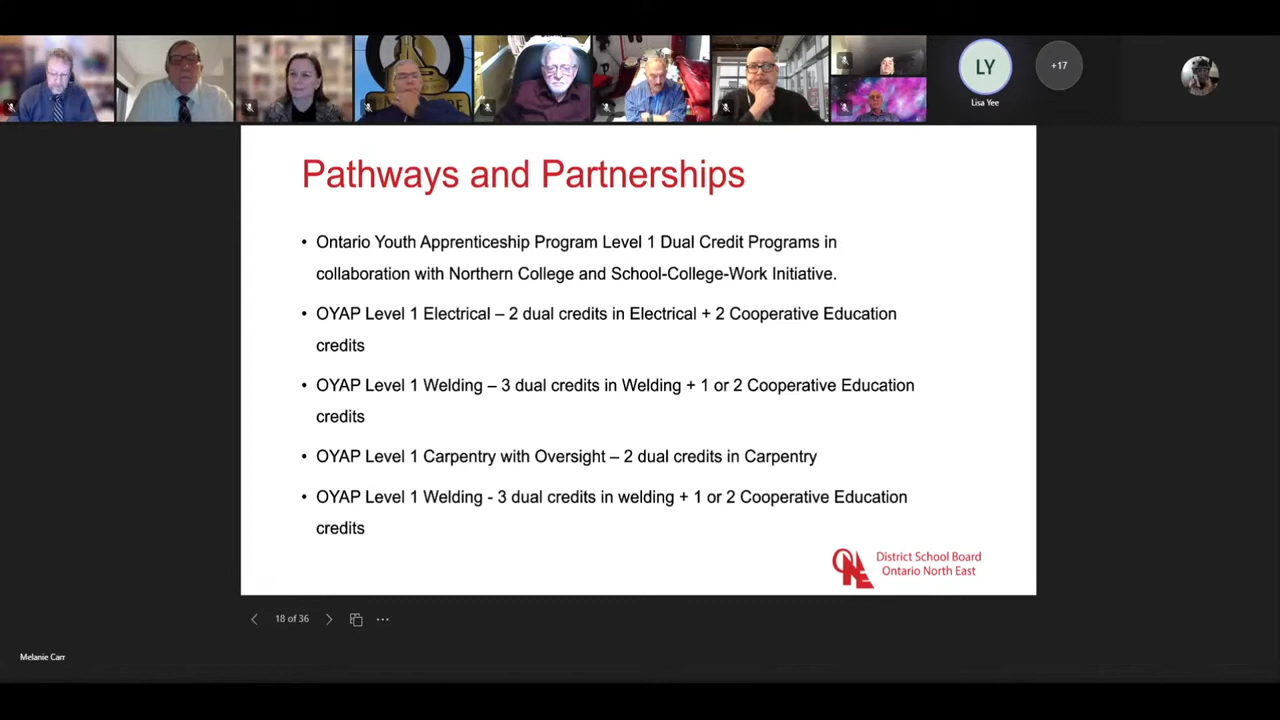 LY
+17
Lisa Yee
Pathways and Partnerships
• Ontario Youth Apprenticeship Program Level 1 Dual Credit Programs in
collaboration with Northern College and School-College-Work Initiative.
• OYAP Level 1 Electrical – 2 dual credits in Electrical + 2 Cooperative Education
credits
• OYAP Level 1 Welding – 3 dual credits in Welding + 1 or 2 Cooperative Education
credits
• OYAP Level 1 Carpentry with Oversight – 2 dual credits in Carpentry
• OYAP Level 1 Welding - 3 dual credits in welding + 1 or 2 Cooperative Education
credits
District School Board
Ontario North East
18 of 36
Melanie Carr